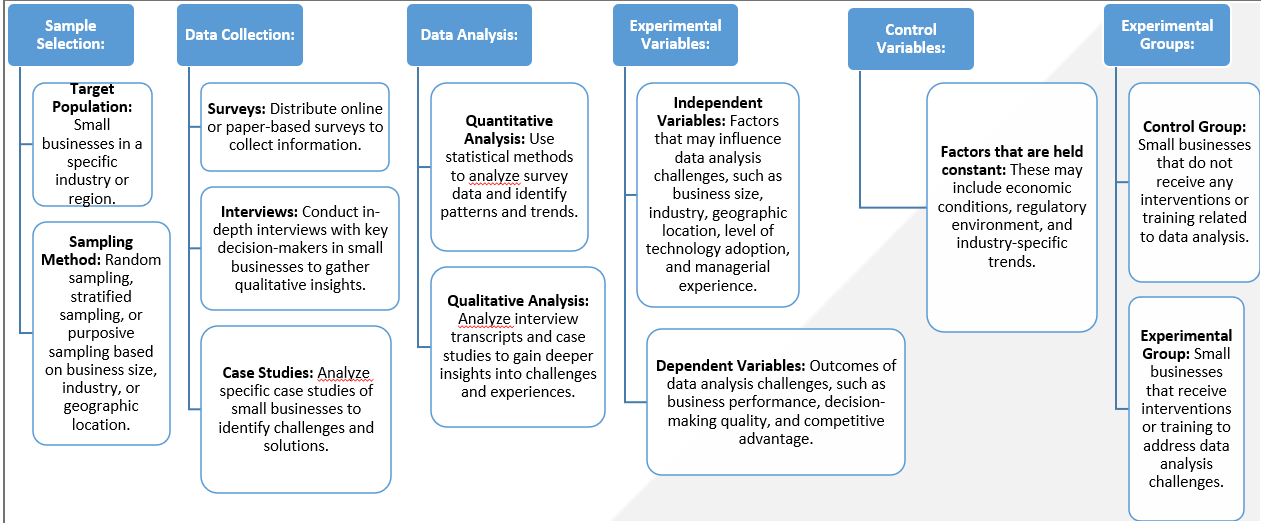 Sample
Selection:
Target
Population:
Small
businesses in a
specific
industry or
region.
Sampling
Method: Random
sampling,
stratified
sampling, or
purposive
sampling based
on business size,
industry, or
geographic
location.
Data Collection:
Surveys: Distribute online
or paper-based surveys to
collect information.
Interviews: Conduct in-
depth interviews with key
decision-makers in small
businesses to gather
qualitative insights.
Case Studies: Analyze
specific case studies of
small businesses to
identify challenges and
solutions.
Data Analysis:
Quantitative
Analysis: Use
statistical methods
to analyze survey
data and identify
patterns and trends.
Qualitative Analysis:
Analyze interview
transcripts and case
studies to gain deeper
insights into challenges
and experiences.
Experimental
Variables:
Independent
Variables: Factors
that may influence
data analysis
challenges, such as
business size,
industry, geographic
location, level of
technology adoption,
and managerial
experience.
Dependent Variables: Outcomes of
data analysis challenges, such as
business performance, decision-
making quality, and competitive
advantage.
Control
Variables:
Factors that are held
constant: These may
include economic
conditions, regulatory
environment, and
industry-specific
trends.
Experimental
Groups:
Control Group:
Small businesses
that do not
receive any
interventions or
training related
to data analysis.
Experimental
Group: Small
businesses
that receive
interventions
or training to
address data
analysis
challenges.